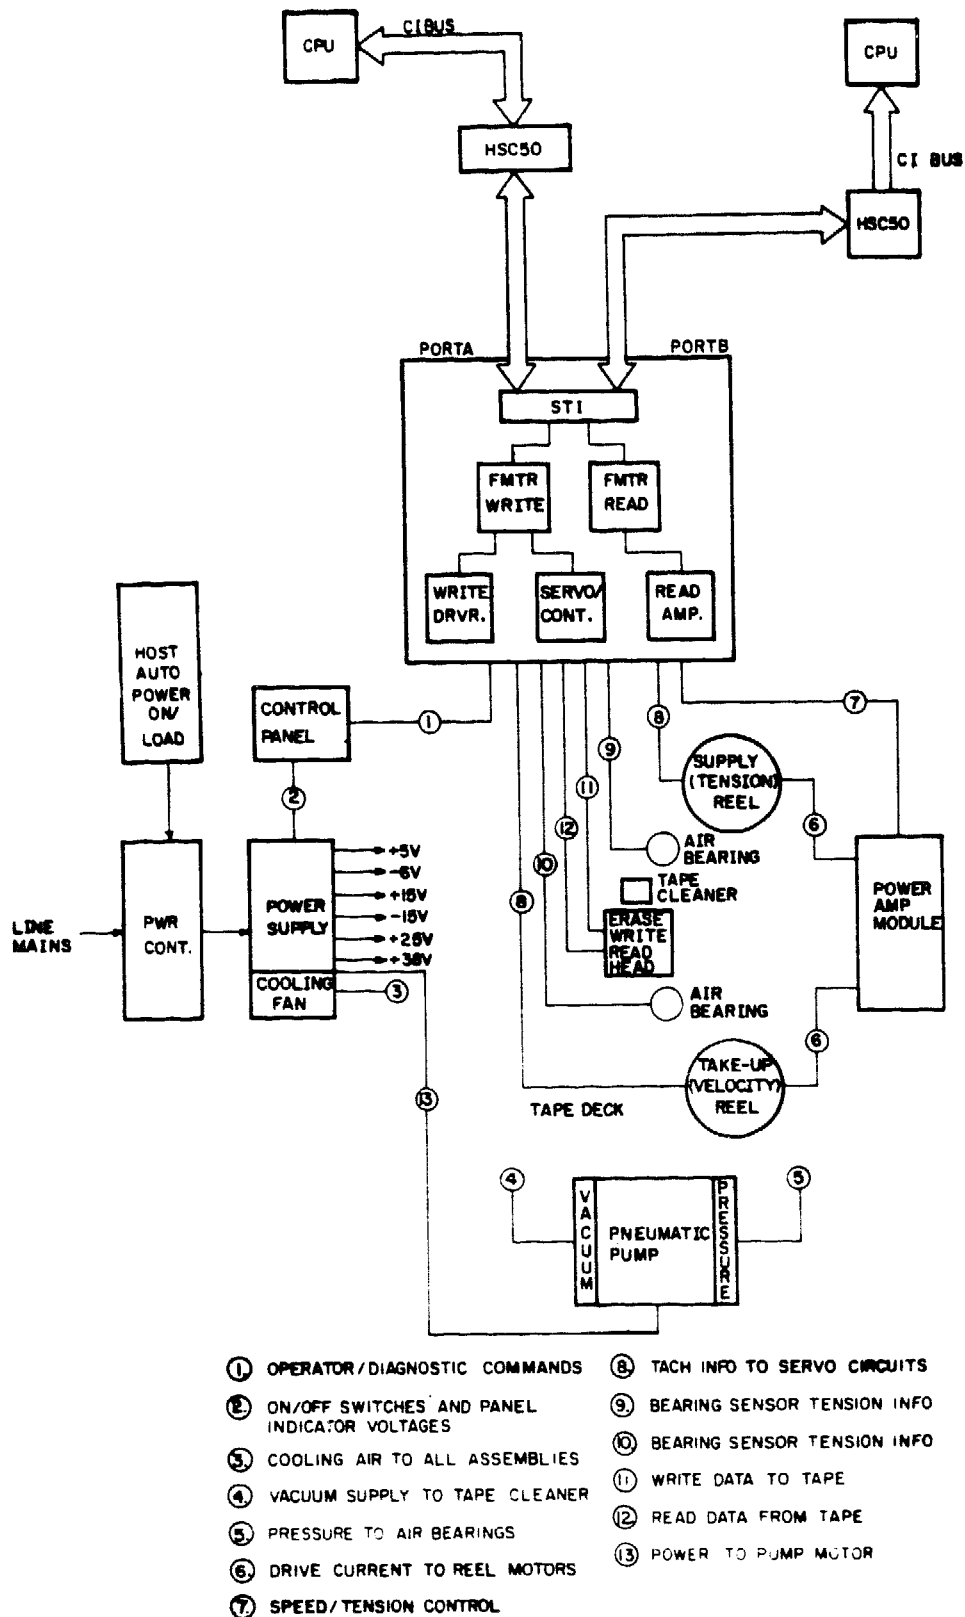 CIBUS
CPU
CPU
HSC50
CI BUS
HSC50
PORTA
PORTB
STI
FMTR
WRITE
FMTR
READ
WRITE
DRVR.
SERVO/
CONT.
READ
AMP.
HOST
AUTO
POWER
ON/
LOAD
CONTROL
PANEL
1
7
8
9
SUPPLY
(TENSION)
REEL
2
11
6
12
AIR
BEARING
10
+5V
-6V
+15V
-15V
+25V
+38V
TAPE
CLEANER
8
POWER
AMP
MODULE
LINE
MAINS
PWR
CONT.
POWER
SUPPLY
ERASE
WRITE
READ
HEAD
COOLING
FAN
3
AIR
BEARING
6
TAKE-UP
(VELOCITY)
REEL
13
TAPE DECK
4
5
VACUUM
PNEUMATIC
PUMP
PRESSURE
1. OPERATOR/DIAGNOSTIC COMMANDS
2. ON/OFF SWITCHES AND PANEL
INDICATOR VOLTAGES
3. COOLING AIR TO ALL ASSEMBLIES
4. VACUUM SUPPLY TO TAPE CLEANER
5. PRESSURE TO AIR BEARINGS
6. DRIVE CURRENT TO REEL MOTORS
7. SPEED/TENSION CONTROL
8. TACH INFO TO SERVO CIRCUITS
9. BEARING SENSOR TENSION INFO
10. BEARING SENSOR TENSION INFO
11 WRITE DATA TO TAPE
12 READ DATA FROM TAPE
13 POWER TO PUMP MOTOR